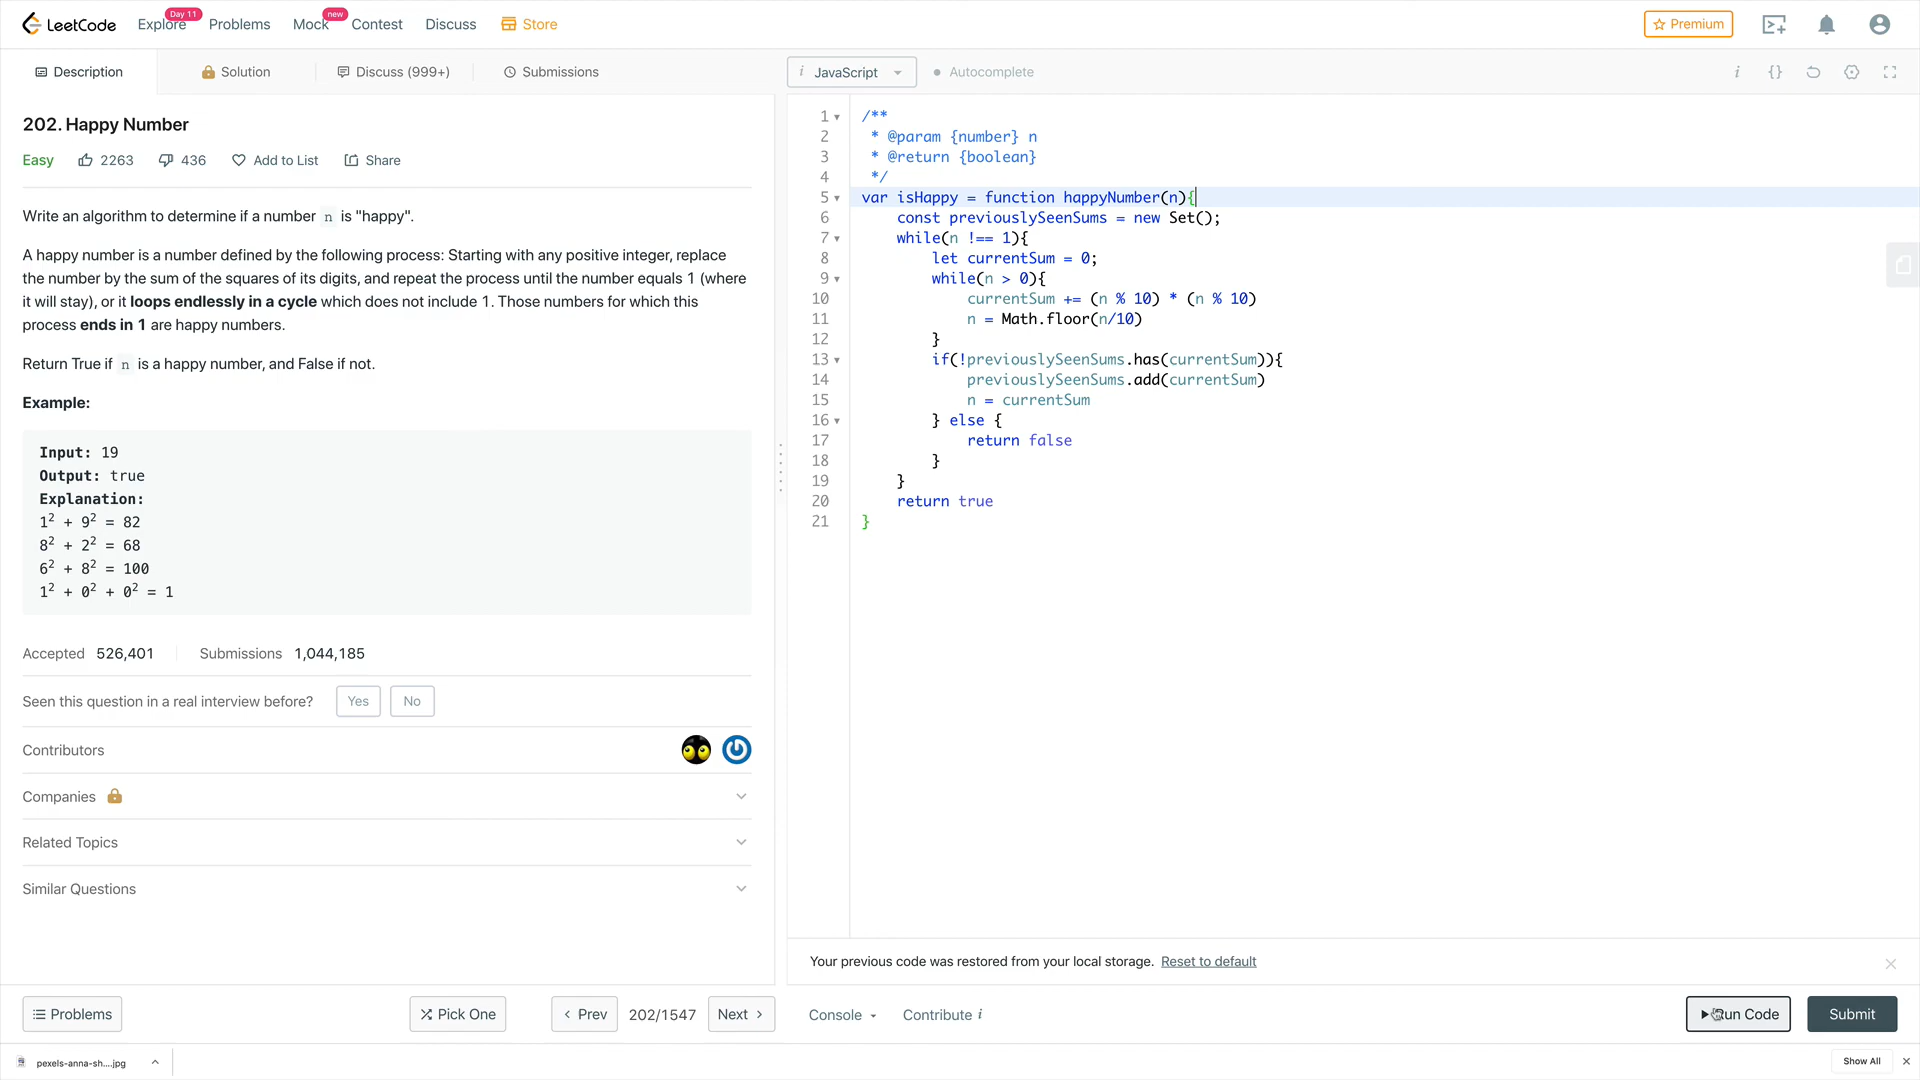 LeetCode Explore Day 11 Problems Mock new Contest Discuss Store Premium
Description Solution Discuss (999+) Submissions
i JavaScript Autocomplete i {}
202. Happy Number
Easy 2263 436 Add to List Share
Write an algorithm to determine if a number n is "happy".
A happy number is a number defined by the following process: Starting with any positive integer, replace
the number by the sum of the squares of its digits, and repeat the process until the number equals 1 (where
it will stay), or it loops endlessly in a cycle which does not include 1. Those numbers for which this
process ends in 1 are happy numbers.
Return True if n is a happy number, and False if not.
Example:
Input: 19
Output: true
Explanation:
1² + 9² = 82
8² + 2² = 68
6² + 8² = 100
1² + 0² + 0² = 1
Accepted 526,401 Submissions 1,044,185
Seen this question in a real interview before? Yes No
Contributors
Companies
Related Topics
Similar Questions
1 /**
2 * @param {number} n
3 * @return {boolean}
4 */
5 var isHappy = function happyNumber(n){
6 const previouslySeenSums = new Set();
7 while(n !== 1){
8 let currentSum = 0;
9 while(n > 0){
10 currentSum += (n % 10) * (n % 10)
11 n = Math.floor(n/10)
12 }
13 if(!previouslySeenSums.has(currentSum)){
14 previouslySeenSums.add(currentSum)
15 n = currentSum
16 } else {
17 return false
18 }
19 }
20 return true
21 }
Your previous code was restored from your local storage. Reset to default
Problems Pick One Prev 202/1547 Next Console Contribute i Run Code Submit
pexels-anna-sh....jpg Show All